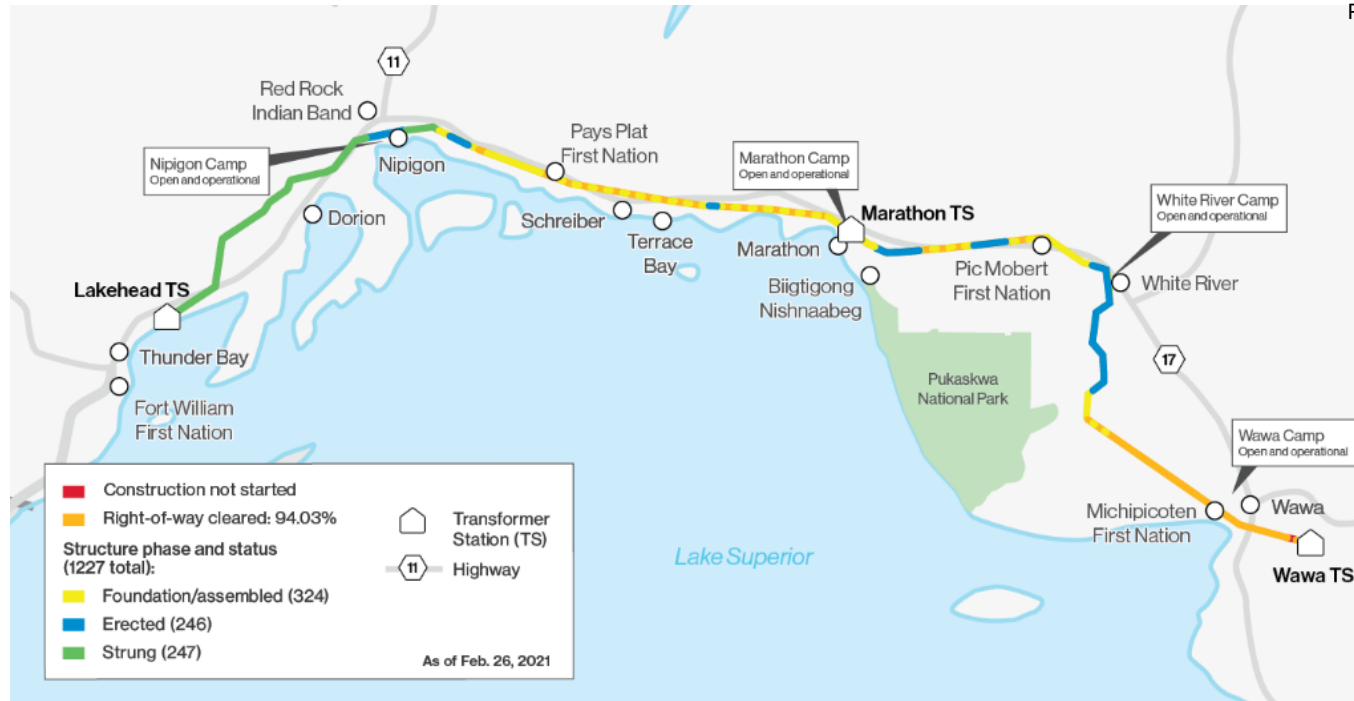 11
Red Rock
Indian Band
Nipigon Camp
Open and operational
Nipigon
Pays Plat
First Nation
Marathon Camp
Open and operational
White River Camp
Open and operational
Dorion
Schreiber
Terrace
Bay
Marathon TS
Marathon
Biigtigong
Nishnaabeg
Pic Mobert
First Nation
White River
Lakehead TS
Thunder Bay
Fort William
First Nation
17
Pukaskwa
National Park
Wawa Camp
Open and operational
Michipicoten
First Nation
Wawa
Wawa TS
Lake Superior
Construction not started
Right-of-way cleared: 94.03%
Structure phase and status
(1227 total):
Foundation/assembled (324)
Erected (246)
Strung (247)
Transformer
Station (TS)
11
Highway
As of Feb. 26, 2021